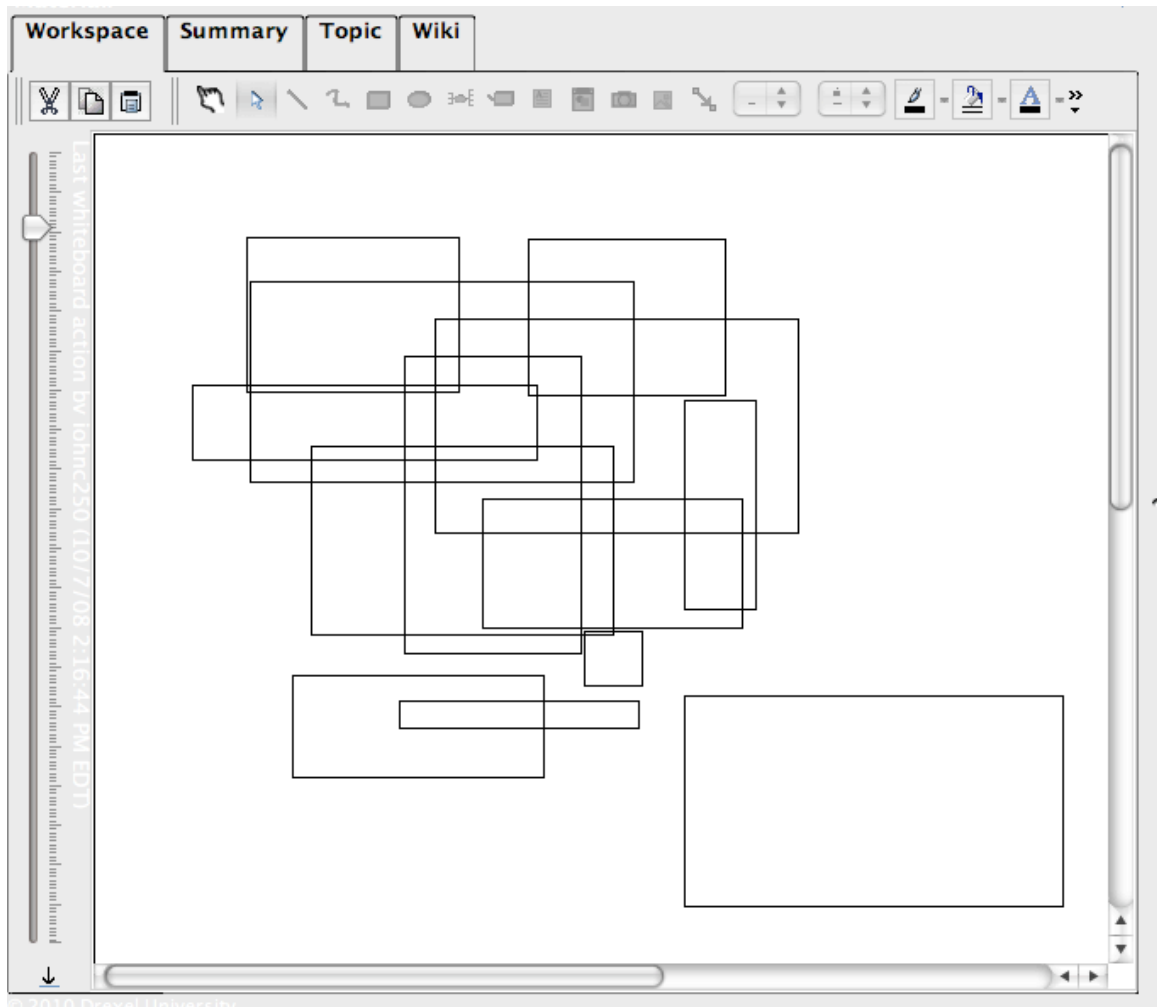 Workspace
Summary
Topic
Wiki
A
Last whiteboard action by johnc250 (10/7/08 2:16:44 PM EDT)
© 2010 Drexel University